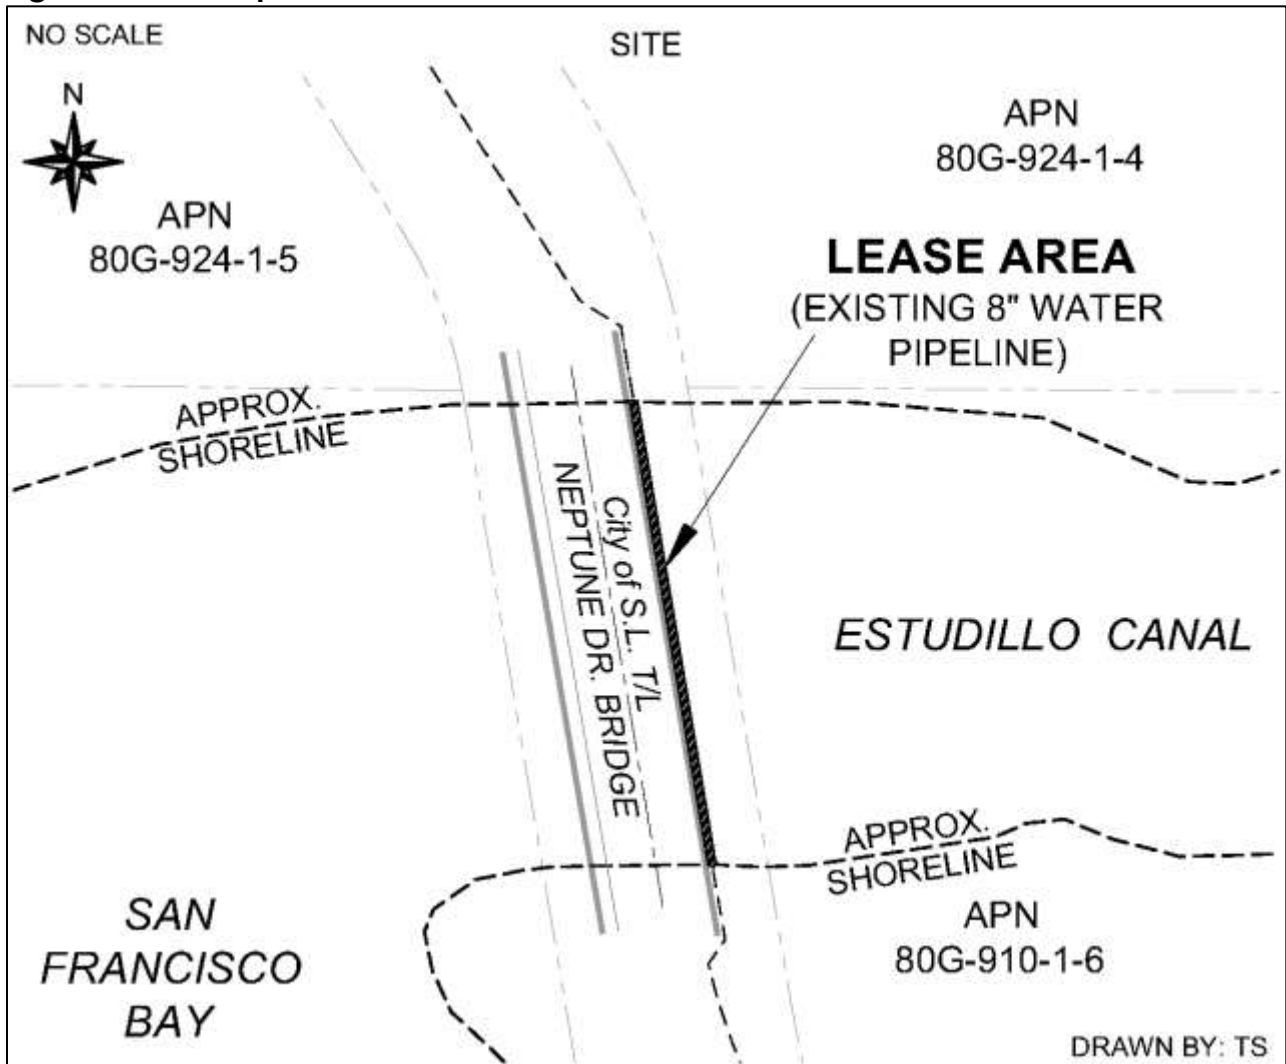 NO SCALE
SITE
N
APN
80G-924-1-4
APN
80G-924-1-5
LEASE AREA
(EXISTING 8" WATER
PIPELINE)
APPROX.
SHORELINE
City of S.L. T/L
NEPTUNE DR. BRIDGE
ESTUDILLO CANAL
APPROX.
SHORELINE
SAN
FRANCISCO
BAY
APN
80G-910-1-6
DRAWN BY: TS